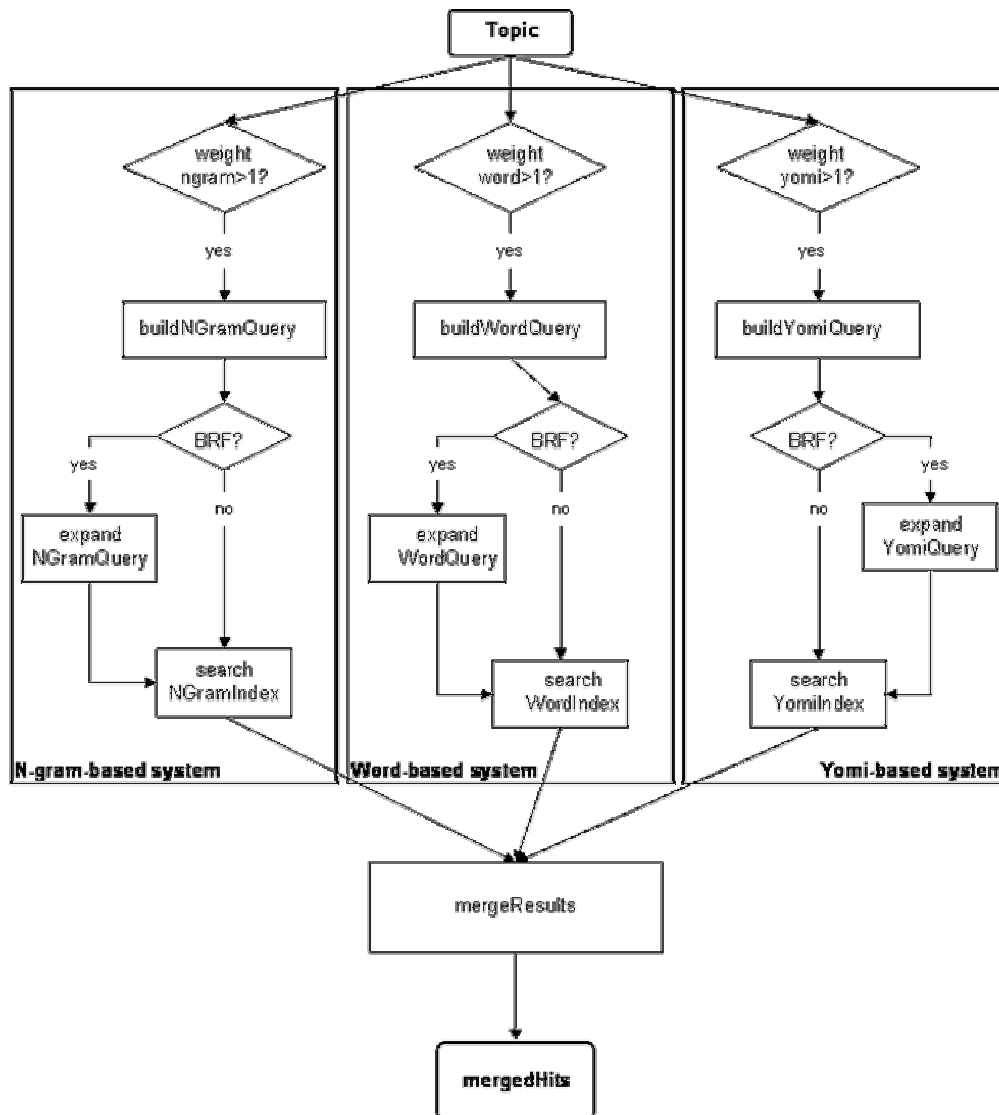 Topic
weight
ngram>1?
yes
buildNGramQuery
BRF?
yes
no
expand
NGramQuery
search
NGramIndex
N-gram-based system
weight
word>1?
yes
buildWordQuery
BRF?
yes
no
expand
WordQuery
search
WordIndex
Word-based system
weight
yomi>1?
yes
buildYomiQuery
BRF?
yes
no
expand
YomiQuery
search
YomiIndex
Yomi-based system
mergeResults
mergedHits